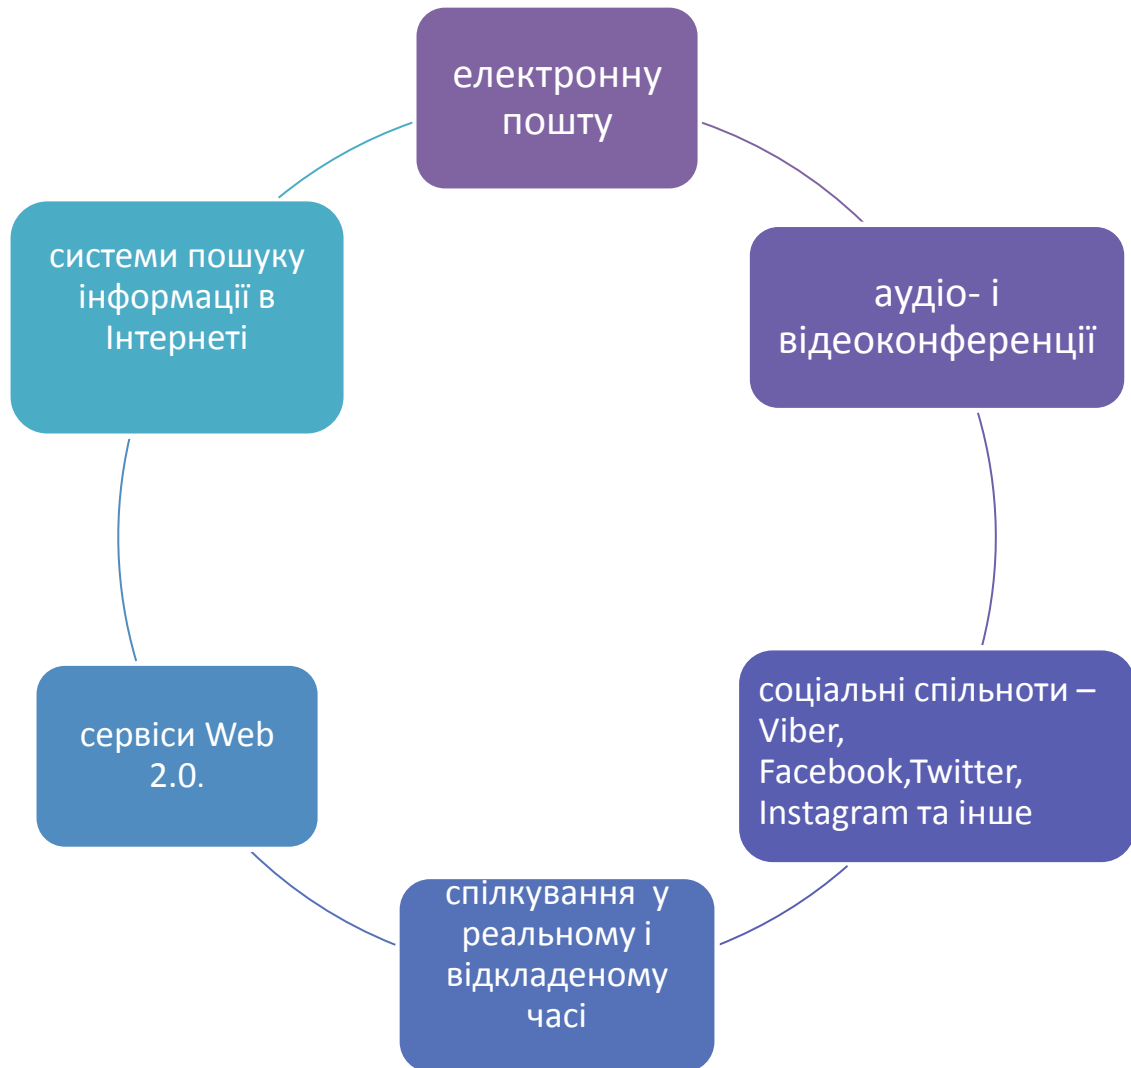 електронну
пошту
аудіо- і
відеоконференції
соціальні спільноти –
Viber,
Facebook,Twitter,
Instagram та інше
спілкування у
реальному і
відкладеному
часі
сервіси Web
2.0.
системи пошуку
інформації в
Інтернеті